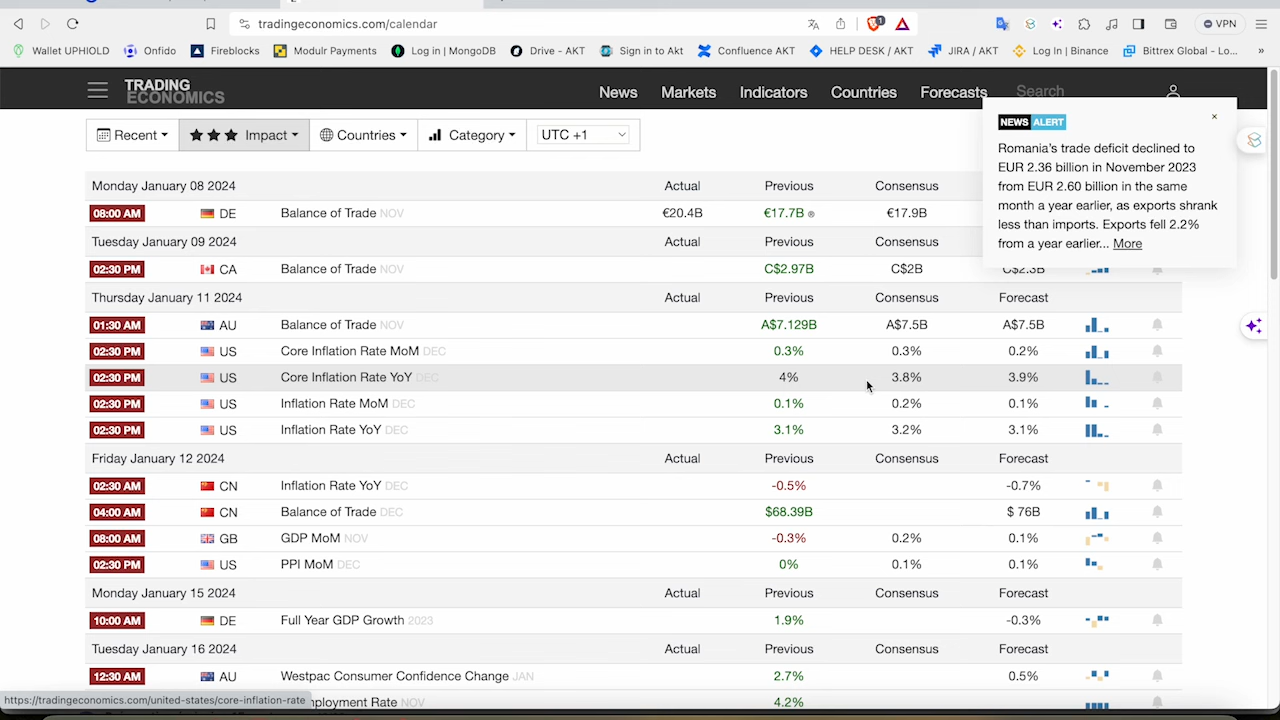 tradingeconomics.com/calendar
1
VPN
Wallet UPHIOLD
Onfido
Fireblocks
Modulr Payments
Log in | MongoDB
Drive - AKT
Sign in to Akt
Confluence AKT
HELP DESK / AKT
JIRA / AKT
Log In | Binance
Bittrex Global - Lo...
»
TRADING
ECONOMICS
News Markets Indicators Countries Forecasts Search
Recent
Impact
Countries
Category
UTC +1
NEWS ALERT
×
Romania's trade deficit declined to
EUR 2.36 billion in November 2023
from EUR 2.60 billion in the same
month a year earlier, as exports shrank
less than imports. Exports fell 2.2%
from a year earlier... More
Monday January 08 2024 Actual Previous Consensus
08:00 AM DE Balance of Trade NOV €20.4B €17.7B ® €17.9B
Tuesday January 09 2024 Actual Previous Consensus
02:30 PM CA Balance of Trade NOV C$2.97B C$2B C$2.3B
Thursday January 11 2024 Actual Previous Consensus Forecast
01:30 AM AU Balance of Trade NOV A$7.129B A$7.5B A$7.5B
02:30 PM US Core Inflation Rate MoM DEC 0.3% 0.3% 0.2%
02:30 PM US Core Inflation Rate YoY DEC 4% 3.8% 3.9%
02:30 PM US Inflation Rate MoM DEC 0.1% 0.2% 0.1%
02:30 PM US Inflation Rate YoY DEC 3.1% 3.2% 3.1%
Friday January 12 2024 Actual Previous Consensus Forecast
02:30 AM CN Inflation Rate YoY DEC -0.5% -0.7%
04:00 AM CN Balance of Trade DEC $68.39B $ 76B
08:00 AM GB GDP MoM NOV -0.3% 0.2% 0.1%
02:30 PM US PPI MoM DEC 0% 0.1% 0.1%
Monday January 15 2024 Actual Previous Consensus Forecast
10:00 AM DE Full Year GDP Growth 2023 1.9% -0.3%
Tuesday January 16 2024 Actual Previous Consensus Forecast
12:30 AM AU Westpac Consumer Confidence Change JAN 2.7% 0.5%
https://tradingeconomics.com/united-states/core-inflation-rate
mployment Rate NOV 4.2%